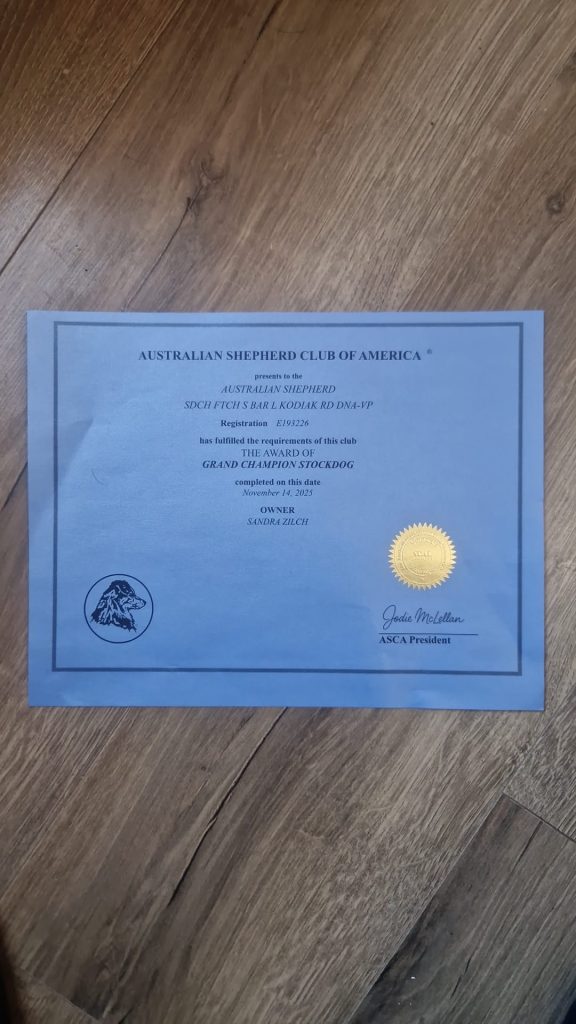 AUSTRALIAN SHEPHERD CLUB OF AMERICA ®
presents to the
AUSTRALIAN SHEPHERD
SDCH FTCH S BAR L KODIAK RD DNA-VP
Registration E193226
has fulfilled the requirements of this club
THE AWARD OF
GRAND CHAMPION STOCKDOG
completed on this date
November 14, 2025
OWNER
SANDRA ZILCH
SEAL
Jodie McLellan
ASCA President